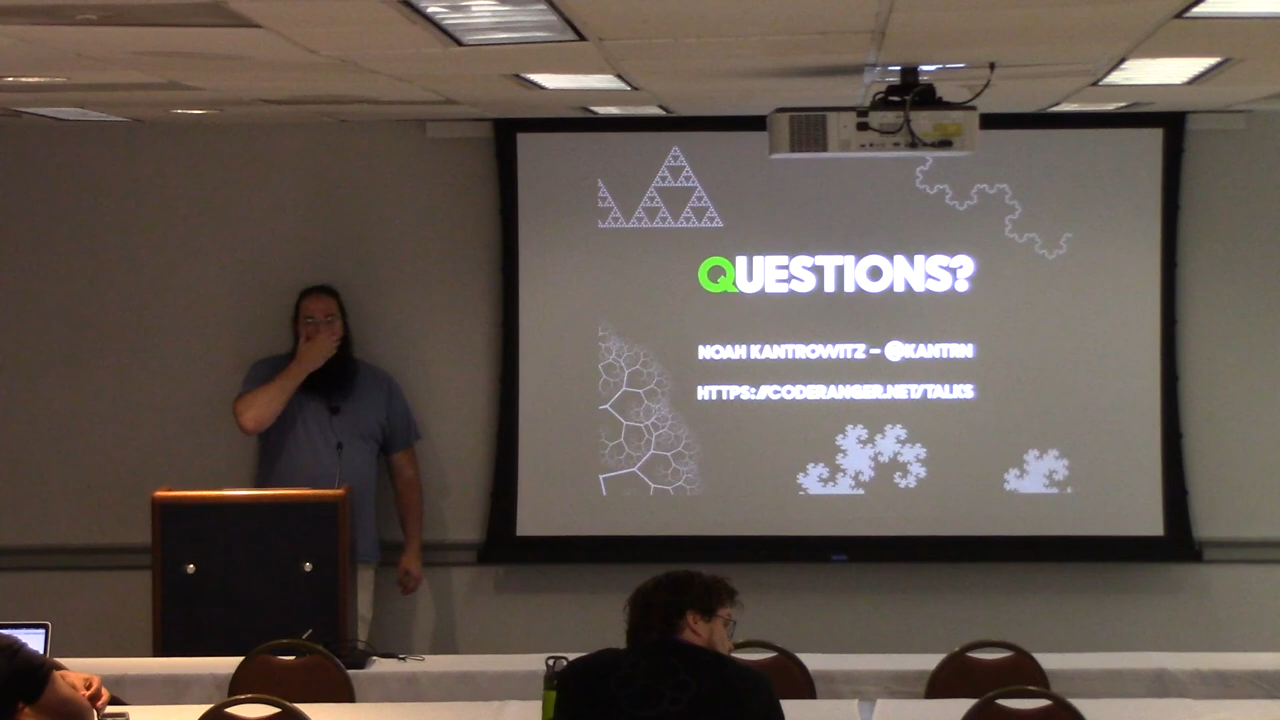 QUESTIONS?
NOAH KANTROWITZ – @KANTRN
HTTPS://CODERANGER.NET/TALKS